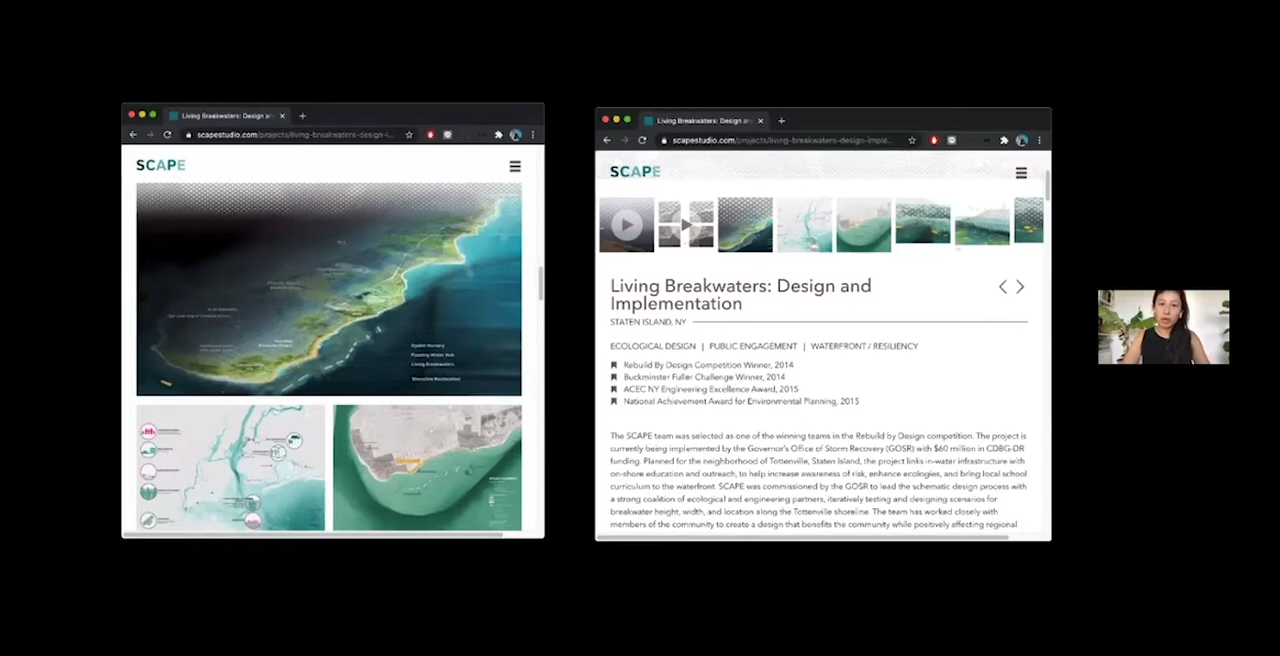 Living Breakwaters: Design an
scapestudio.com/projects/living-breakwaters-design-i...
SCAPE
Oyster Nursery
Floating Water Hub
Living Breakwaters
Shoreline Restoration
Living Breakwaters: Design an
scapestudio.com/projects/living-breakwaters-design-imple...
SCAPE
Living Breakwaters: Design and
Implementation
STATEN ISLAND, NY
ECOLOGICAL DESIGN | PUBLIC ENGAGEMENT | WATERFRONT / RESILIENCY
Rebuild By Design Competition Winner, 2014
Buckminster Fuller Challenge Winner, 2014
ACEC NY Engineering Excellence Award, 2015
National Achievement Award for Environmental Planning, 2015
The SCAPE team was selected as one of the winning teams in the Rebuild by Design competition. The project is
currently being implemented by the Governor's Office of Storm Recovery (GOSR) with $60 million in CDBG-DR
funding. Planned for the neighborhood of Tottenville, Staten Island, the project links in-water infrastructure with
on-shore education and outreach, to help increase awareness of risk, enhance ecologies, and bring local school
curriculum to the waterfront. SCAPE was commissioned by the GOSR to lead the schematic design process with
a strong coalition of ecological and engineering partners, iteratively testing and designing scenarios for
breakwater height, width, and location along the Tottenville shoreline. The team has worked closely with
members of the community to create a design that benefits the community while positively affecting regional